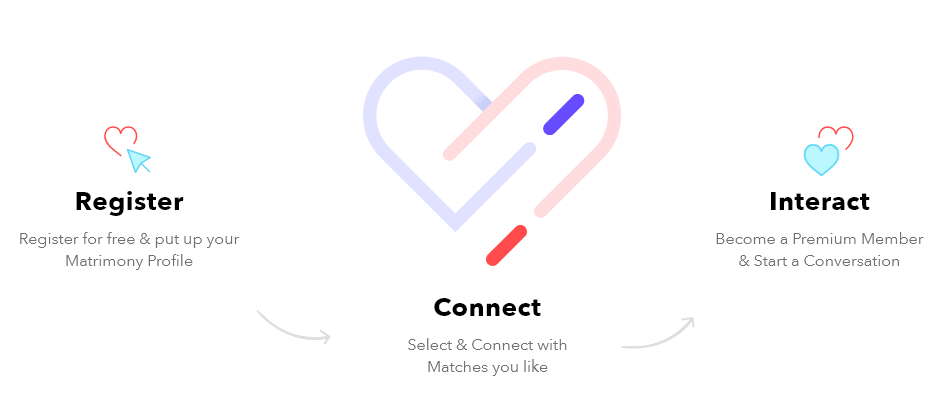 Register
Register for free & put up your
Matrimony Profile
Connect
Select & Connect with
Matches you like
Interact
Become a Premium Member
& Start a Conversation